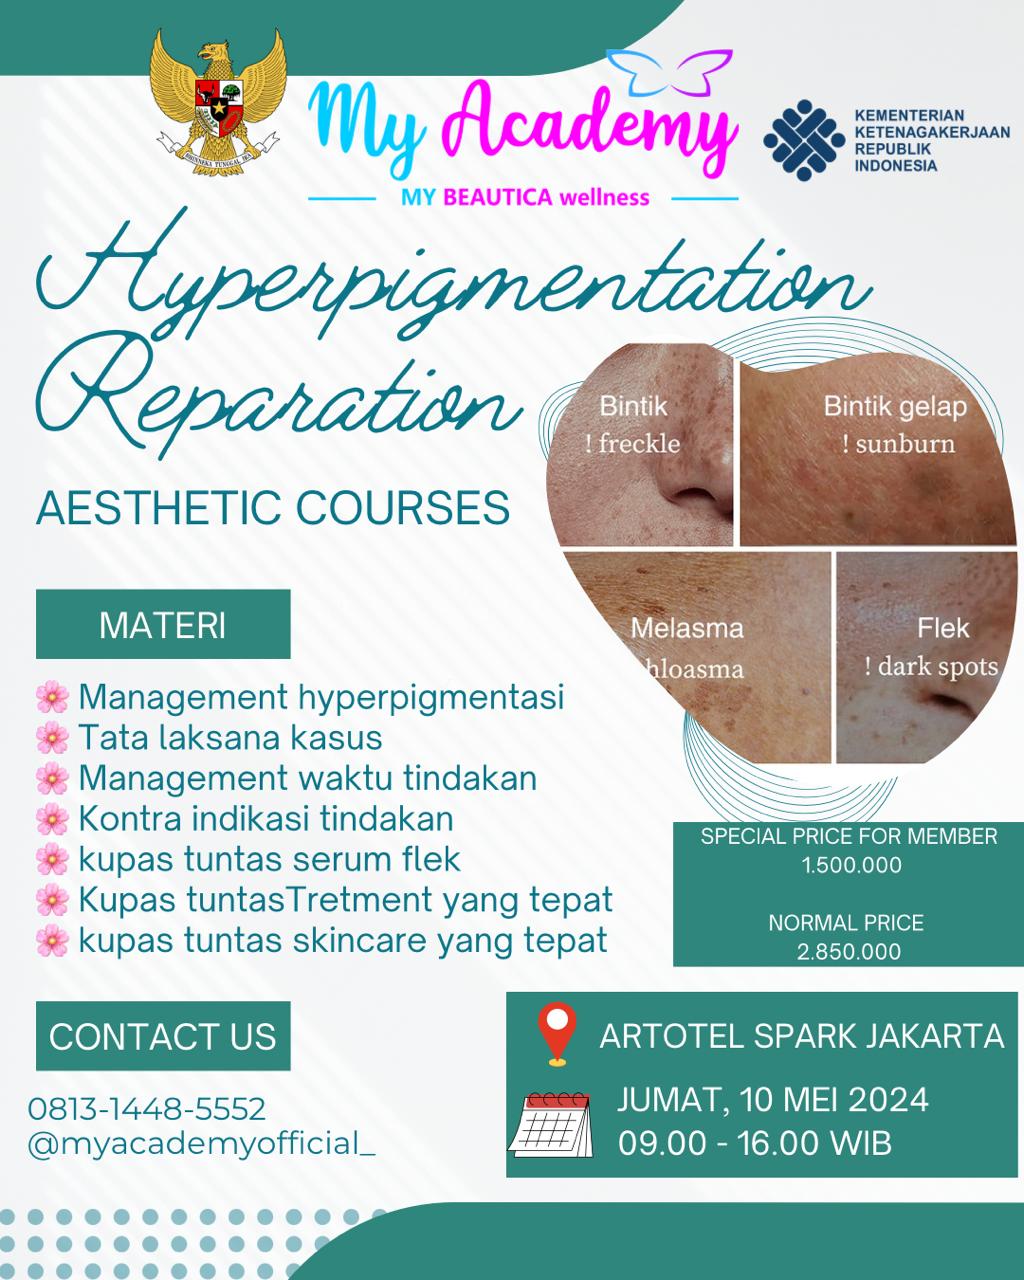 BHINNEKA TUNGGAL IKA
My Academy
MY BEAUTICA wellness
KEMENTERIAN
KETENAGAKERJAAN
REPUBLIK
INDONESIA
Hyperpigmentation
Reparation
AESTHETIC COURSES
Bintik
! freckle
Bintik gelap
! sunburn
Melasma
hloasma
Flek
! dark spots
MATERI
🌸 Management hyperpigmentasi
🌸 Tata laksana kasus
🌸 Management waktu tindakan
🌸 Kontra indikasi tindakan
🌸 kupas tuntas serum flek
🌸 Kupas tuntasTretment yang tepat
🌸 kupas tuntas skincare yang tepat
SPECIAL PRICE FOR MEMBER
1.500.000
NORMAL PRICE
2.850.000
CONTACT US
0813-1448-5552
@myacademyofficial_
ARTOTEL SPARK JAKARTA
JUMAT, 10 MEI 2024
09.00 - 16.00 WIB